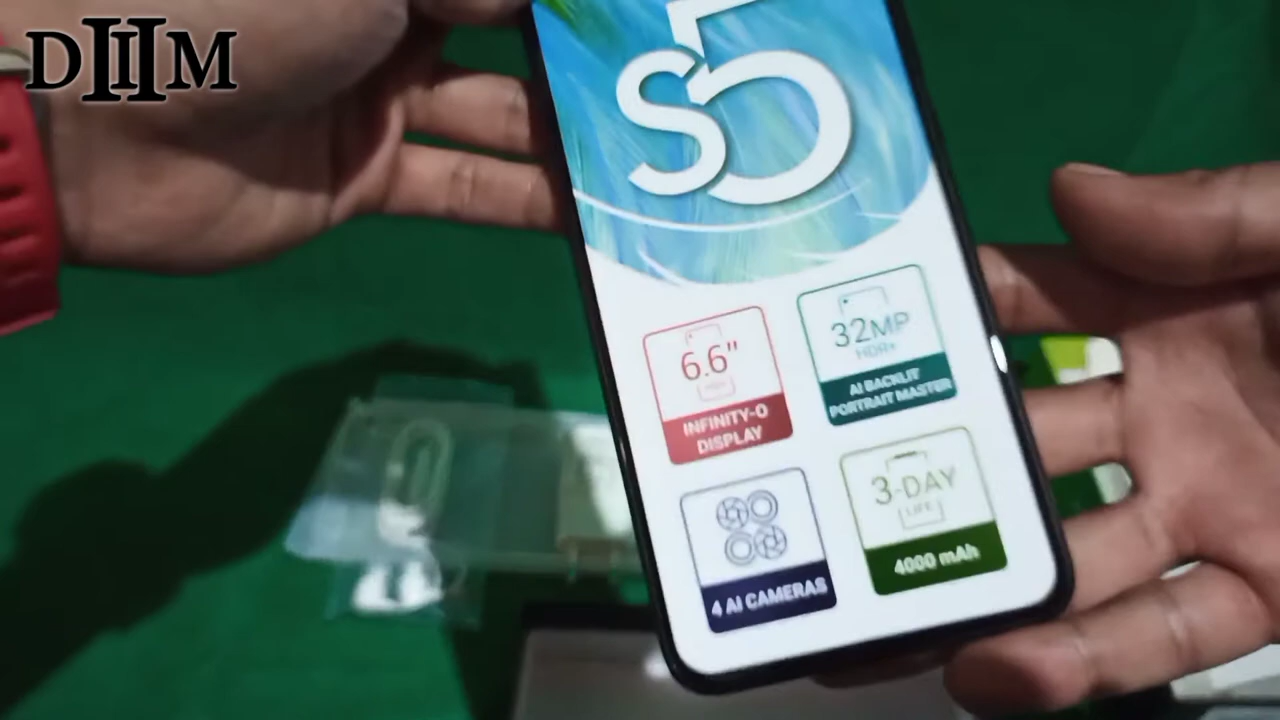 DIIM
S5
6.6"
INFINITY-O
DISPLAY
32MP
HDR+
AI BACKLIT
PORTRAIT MASTER
4 AI CAMERAS
3-DAY
LIFE
4000 mAh